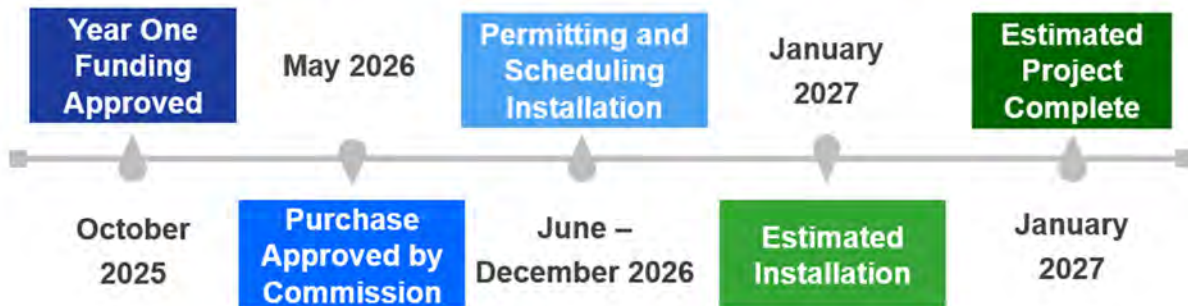 Year One
Funding
Approved
October
2025
May 2026
Purchase
Approved by
Commission
Permitting and
Scheduling
Installation
June –
December 2026
January
2027
Estimated
Installation
Estimated
Project
Complete
January
2027